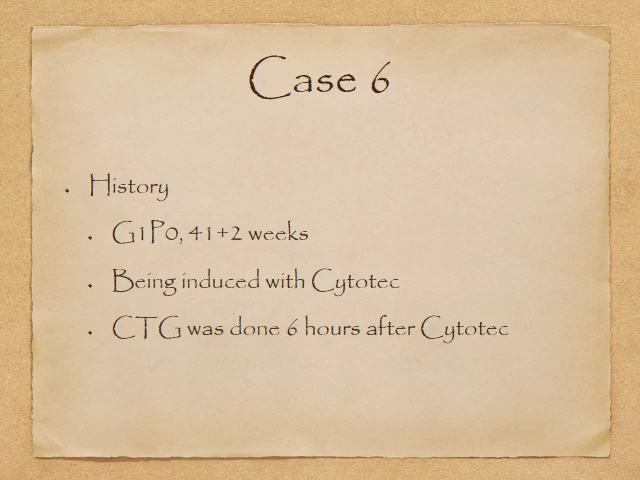 Case 6
• History
• G1P0, 41+2 weeks
• Being induced with Cytotec
• CTG was done 6 hours after Cytotec